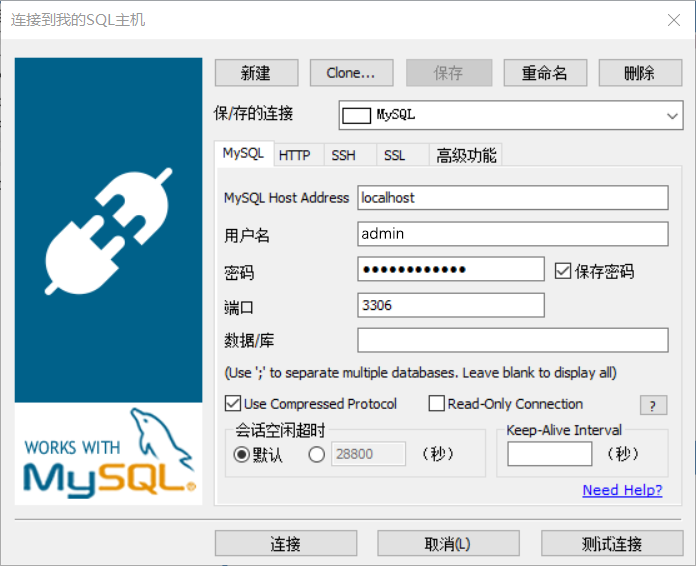 连接到我的SQL主机
新建 Clone... 保存 重命名 删除
保/存的连接 MySQL
MySQL HTTP SSH SSL 高级功能
MySQL Host Address localhost
用户名 admin
密码 ●●●●●●●●●●●● 保存密码
端口 3306
数据/库
(Use ';' to separate multiple databases. Leave blank to display all)
Use Compressed Protocol Read-Only Connection ?
会话空闲超时 Keep-Alive Interval
默认 28800 (秒) (秒)
Need Help?
WORKS WITH
MySQL®
连接 取消(L) 测试连接